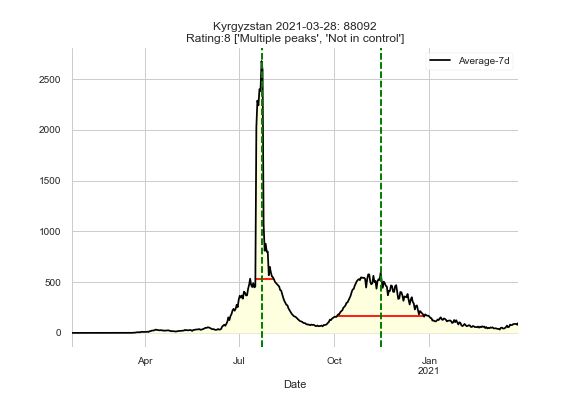 Kyrgyzstan 2021-03-28: 88092
Rating:8 ['Multiple peaks', 'Not in control']
Average-7d
2500
2000
1500
1000
500
0
Apr
Jul
Oct
Jan
2021
Date